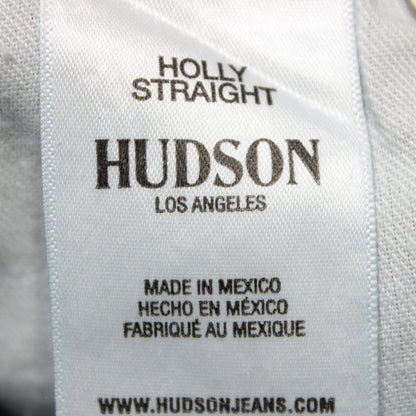 HOLLY
STRAIGHT
HUDSON
LOS ANGELES
MADE IN MEXICO
HECHO EN MÉXICO
FABRIQUÉ AU MEXIQUE
WWW.HUDSONJEANS.COM